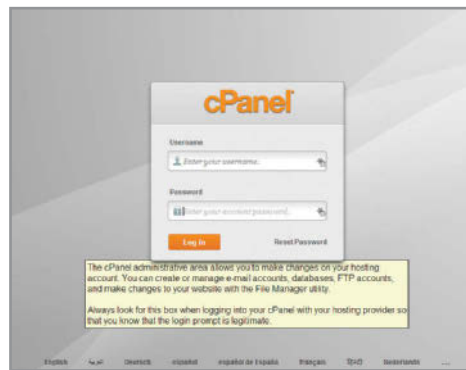 cPanel
Username
Enter your username.
Password
Enter your account password.
Log in
Reset Password
The cPanel administrative area allows you to make changes on your hosting
account. You can create or manage e-mail accounts, databases, FTP accounts,
and make changes to your website with the File Manager utility.
Always look for this box when logging into your cPanel with your hosting provider so
that you know that the login prompt is legitimate.
English العربية Deutsch español español de España français हिन्दी Nederlands ...